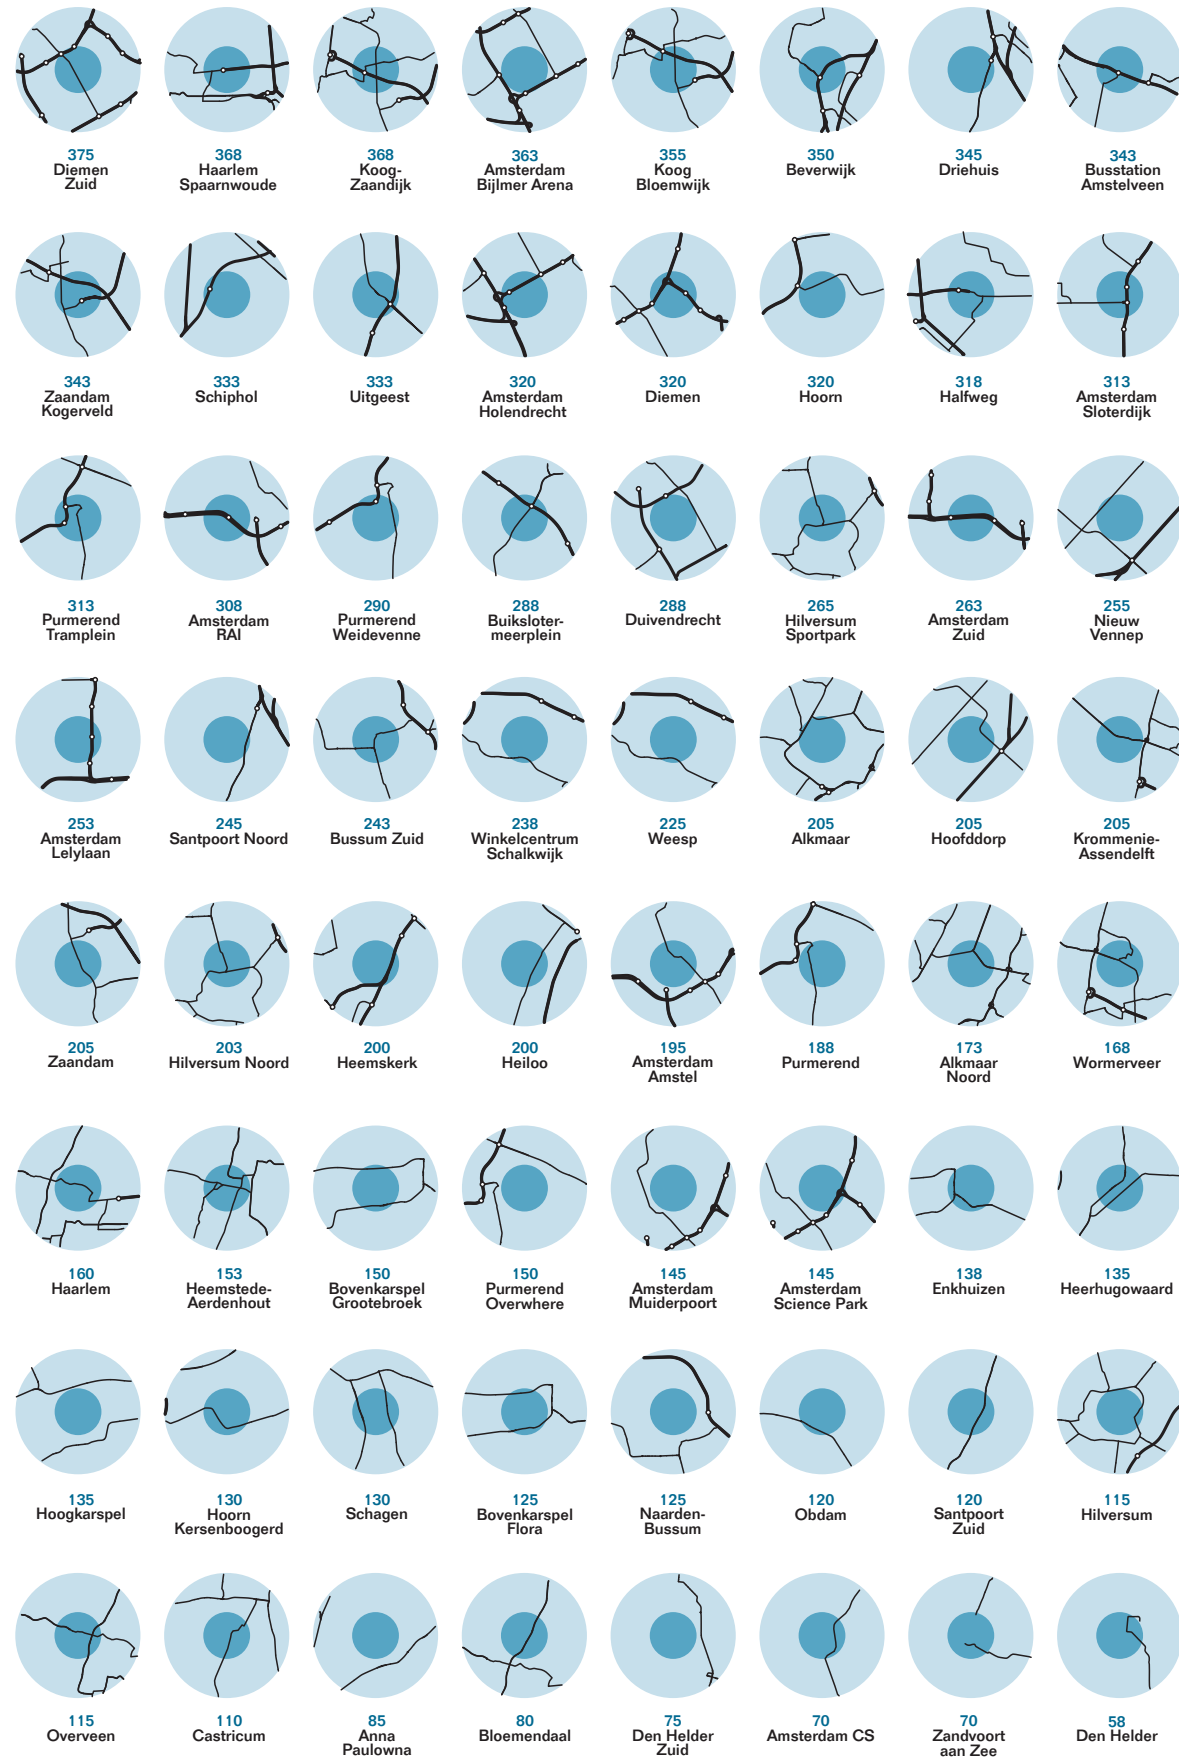 375
Diemen
Zuid
368
Haarlem
Spaarnwoude
368
Koog-
Zaandijk
363
Amsterdam
Bijlmer Arena
355
Koog
Bloemwijk
350
Beverwijk
345
Driehuis
343
Busstation
Amstelveen
343
Zaandam
Kogerveld
333
Schiphol
333
Uitgeest
320
Amsterdam
Holendrecht
320
Diemen
320
Hoorn
318
Halfweg
313
Amsterdam
Sloterdijk
313
Purmerend
Tramplein
308
Amsterdam
RAI
290
Purmerend
Weidevenne
288
Buiksloter-
meerplein
288
Duivendrecht
265
Hilversum
Sportpark
263
Amsterdam
Zuid
255
Nieuw
Vennep
253
Amsterdam
Lelylaan
245
Santpoort Noord
243
Bussum Zuid
238
Winkelcentrum
Schalkwijk
225
Weesp
205
Alkmaar
205
Hoofddorp
205
Krommenie-
Assendelft
205
Zaandam
203
Hilversum Noord
200
Heemskerk
200
Heiloo
195
Amsterdam
Amstel
188
Purmerend
173
Alkmaar
Noord
168
Wormerveer
160
Haarlem
153
Heemstede-
Aerdenhout
150
Bovenkarspel
Grootebroek
150
Purmerend
Overwhere
145
Amsterdam
Muiderpoort
145
Amsterdam
Science Park
138
Enkhuizen
135
Heerhugowaard
135
Hoogkarspel
130
Hoorn
Kersenboogerd
130
Schagen
125
Bovenkarspel
Flora
125
Naarden-
Bussum
120
Obdam
120
Santpoort
Zuid
115
Hilversum
115
Overveen
110
Castricum
85
Anna
Paulowna
80
Bloemendaal
75
Den Helder
Zuid
70
Amsterdam CS
70
Zandvoort
aan Zee
58
Den Helder